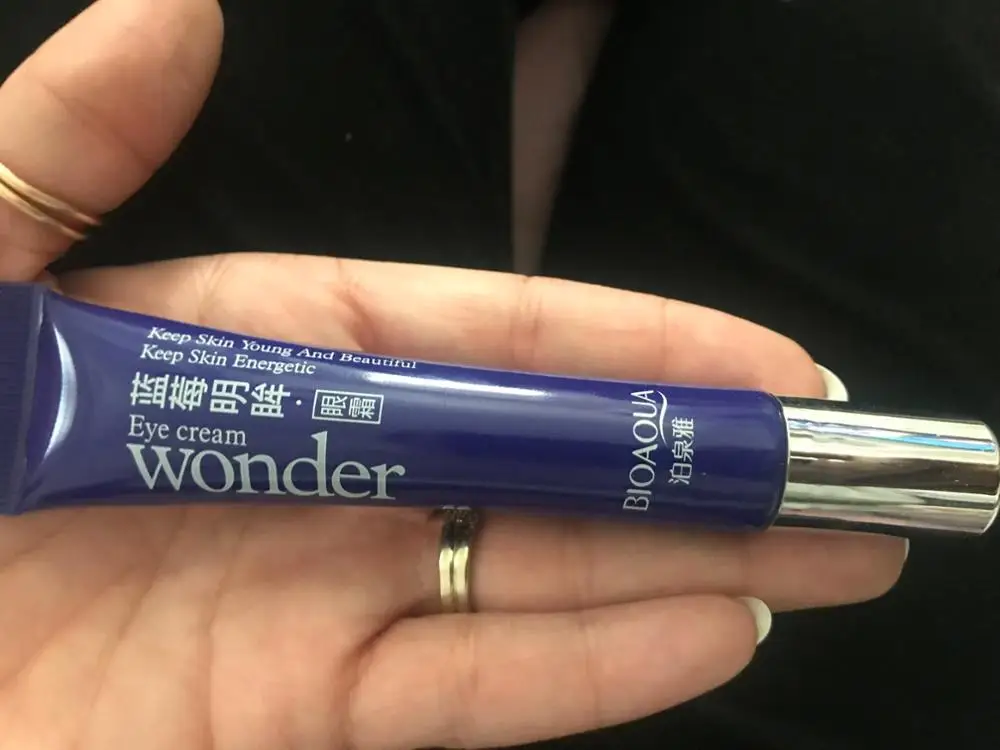 Keep Skin Young And Beautiful
Keep Skin Energetic
蓝莓明眸·眼霜
Eye cream
wonder
BIOAQUA
泊泉雅